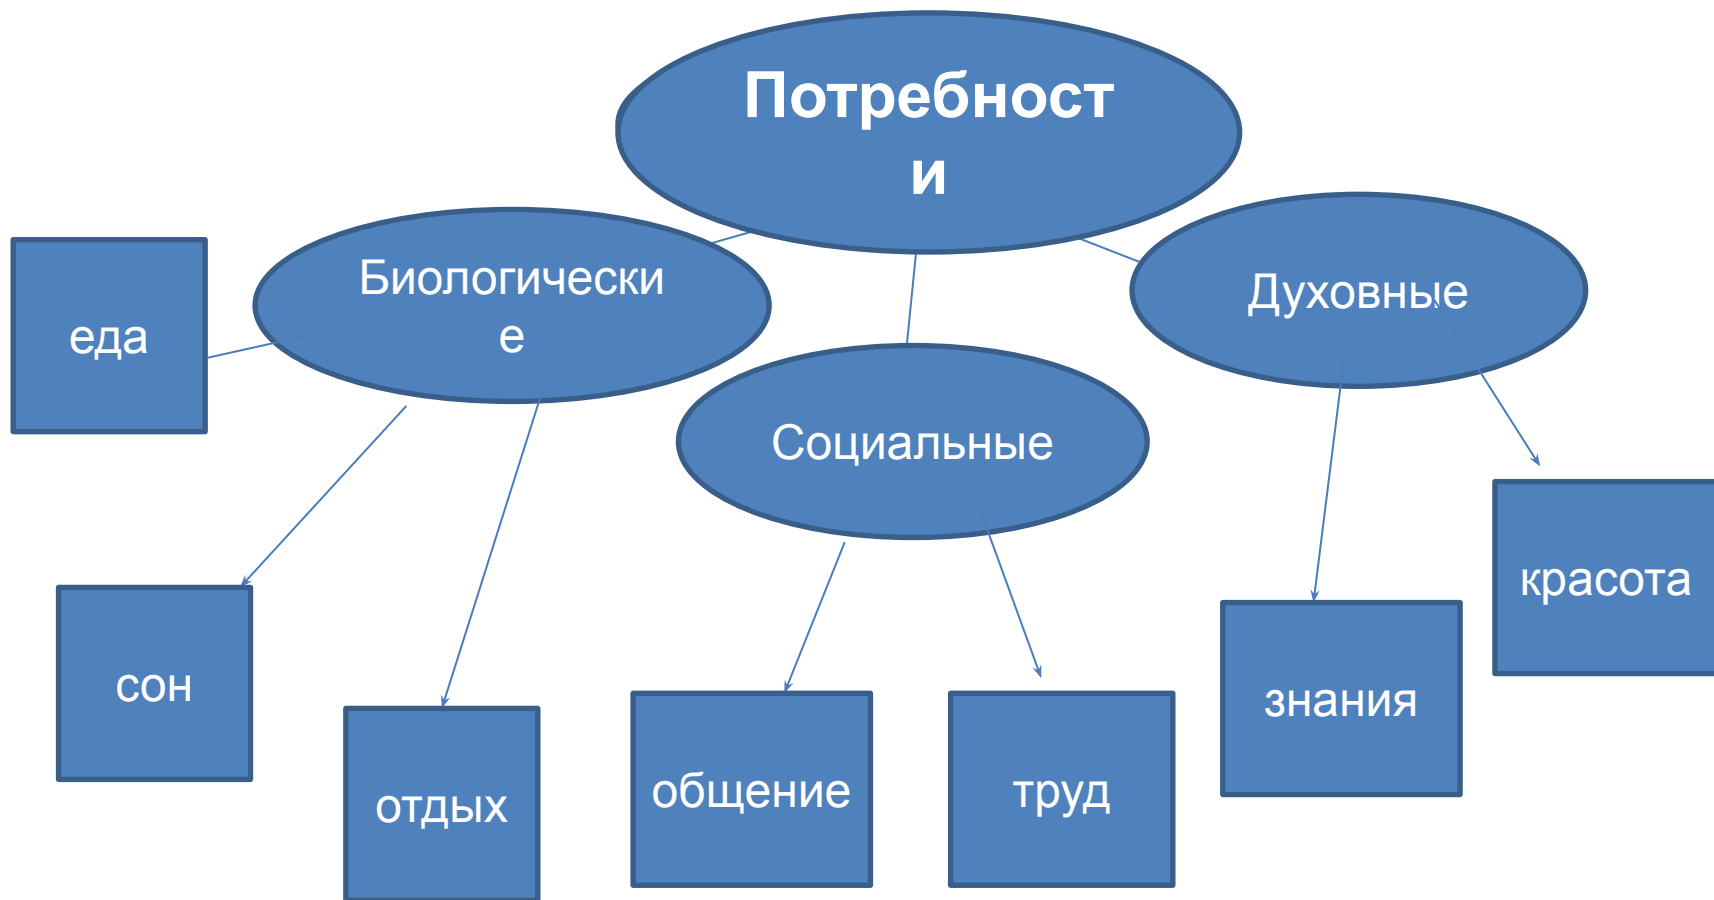 Потребност
и
Биологически
е
Духовные
еда
Социальные
красота
сон
знания
отдых
общение
труд